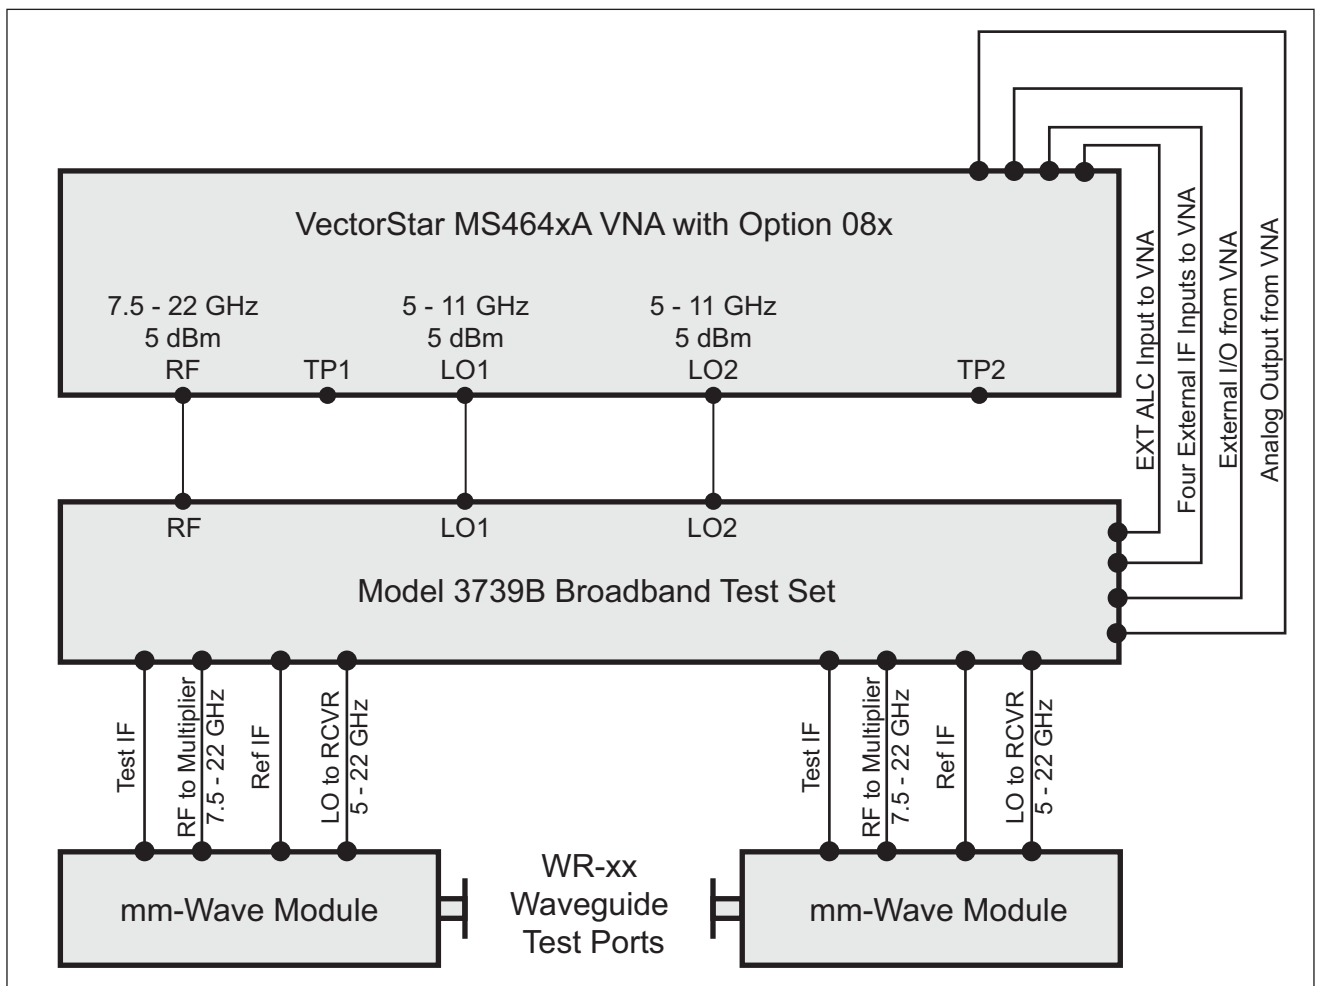 VectorStar MS464xA VNA with Option 08x
7.5 - 22 GHz
5 dBm
RF
TP1
5 - 11 GHz
5 dBm
LO1
5 - 11 GHz
5 dBm
LO2
TP2
EXT ALC Input to VNA
Four External IF Inputs to VNA
External I/O from VNA
Analog Output from VNA
RF
LO1
LO2
Model 3739B Broadband Test Set
Test IF
RF to Multiplier
7.5 - 22 GHz
Ref IF
LO to RCVR
5 - 22 GHz
Test IF
RF to Multiplier
7.5 - 22 GHz
Ref IF
LO to RCVR
5 - 22 GHz
mm-Wave Module
WR-xx
Waveguide
Test Ports
mm-Wave Module